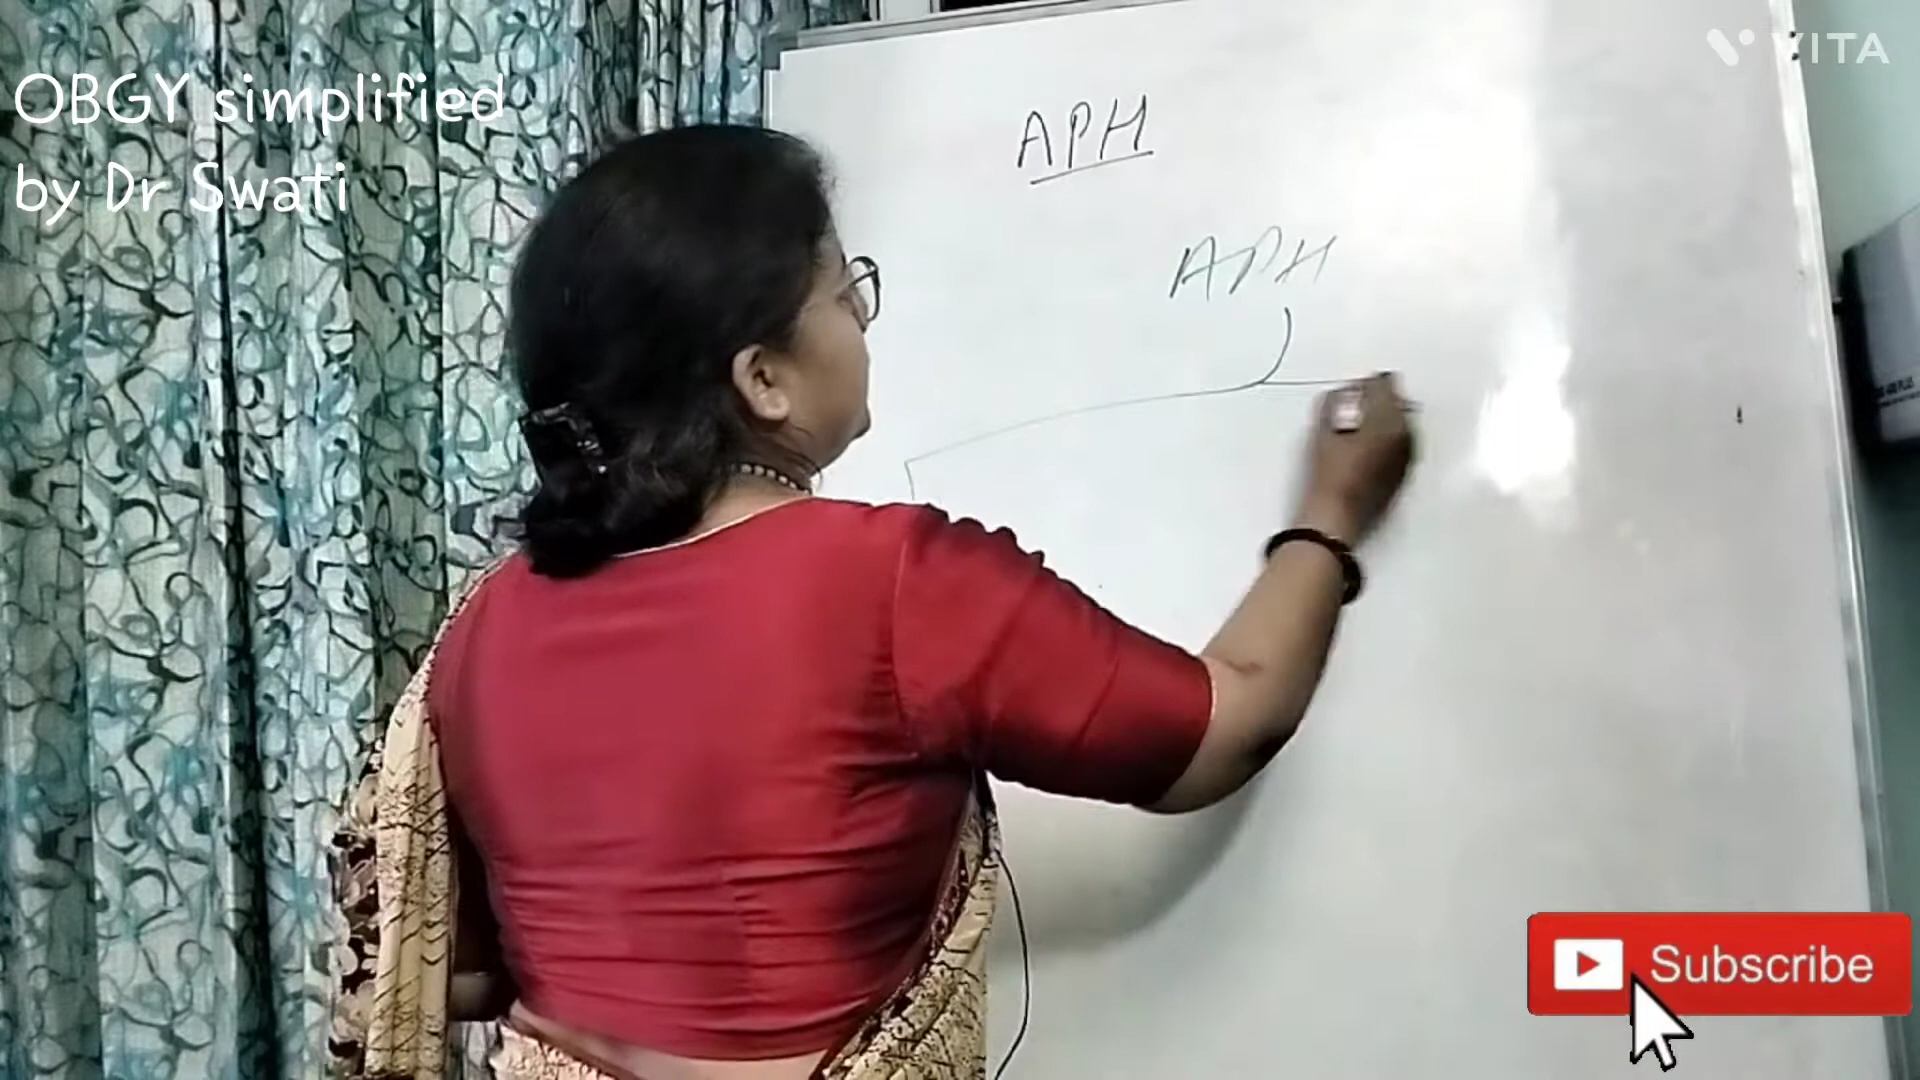 OBGY simplified
by Dr Swati
VITA
APH
APH
Subscribe